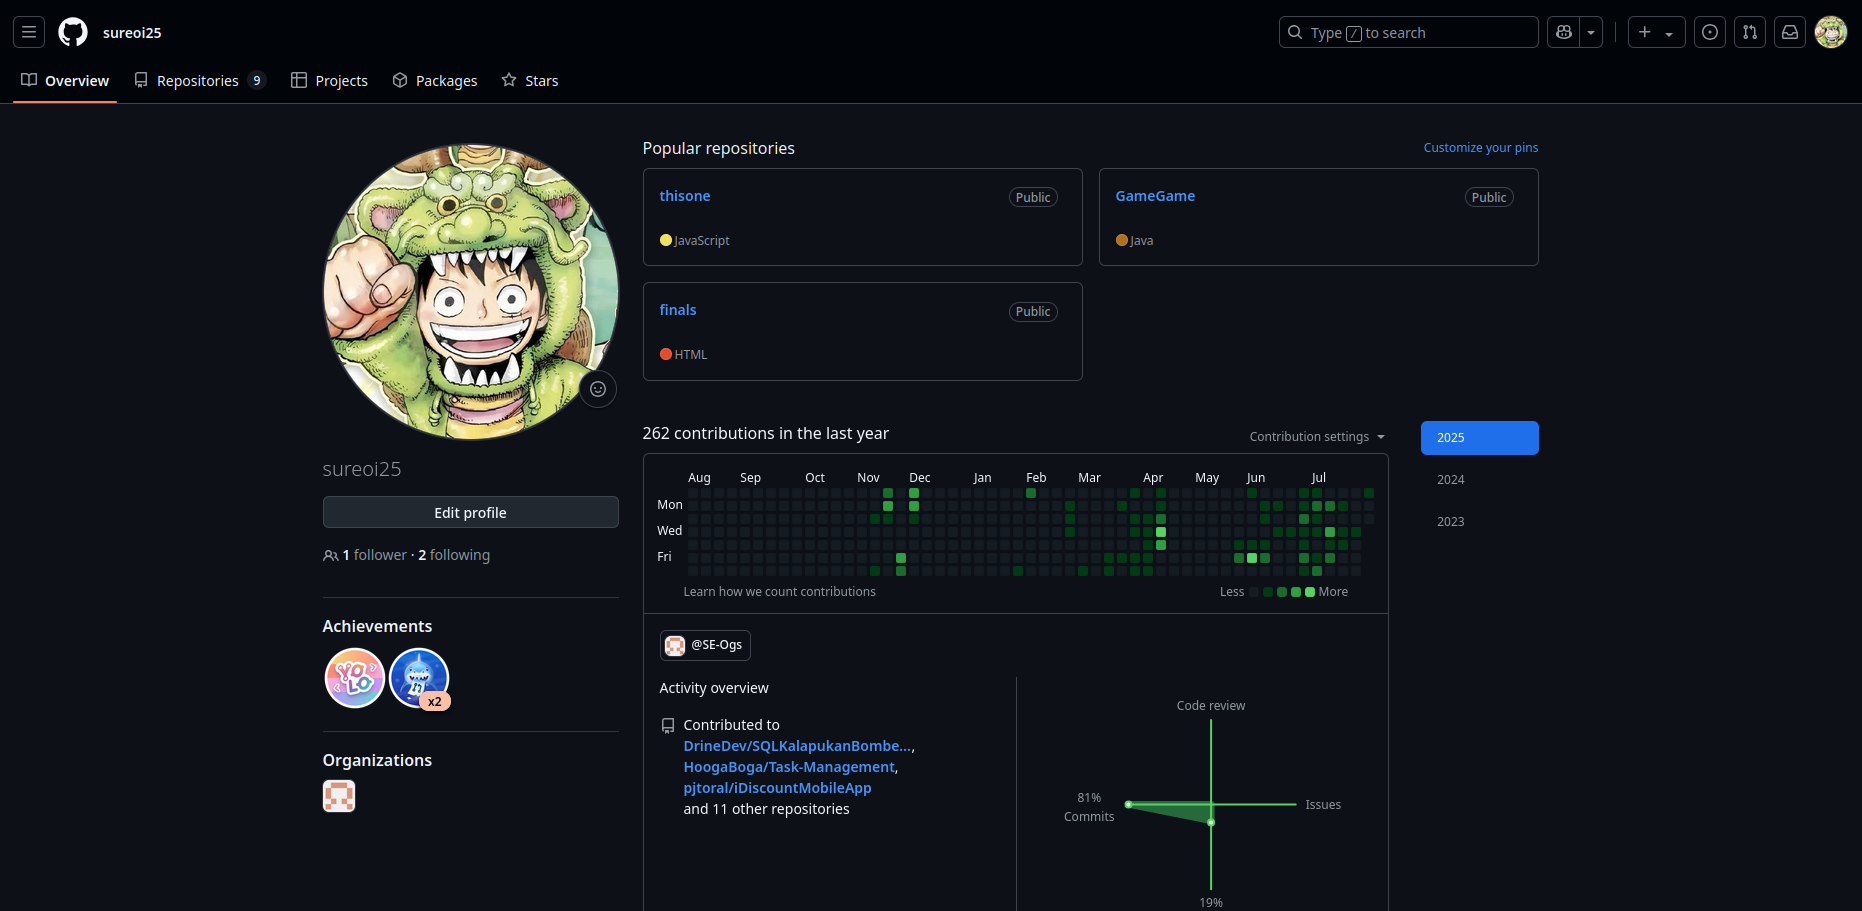 sureoi25
Type / to search
Overview
Repositories 9
Projects
Packages
Stars
Popular repositories
Customize your pins
thisone
Public
JavaScript
GameGame
Public
Java
finals
Public
HTML
sureoi25
Edit profile
1 follower · 2 following
Achievements
YOLO
x2
Organizations
262 contributions in the last year
Contribution settings
2025
2024
2023
Aug Sep Oct Nov Dec Jan Feb Mar Apr May Jun Jul
Mon
Wed
Fri
Learn how we count contributions
Less More
@SE-Ogs
Activity overview
Contributed to
DrineDev/SQLKalapukanBombe...,
HoogaBoga/Task-Management,
pjtoral/iDiscountMobileApp
and 11 other repositories
Code review
81%
Commits
Issues
19%